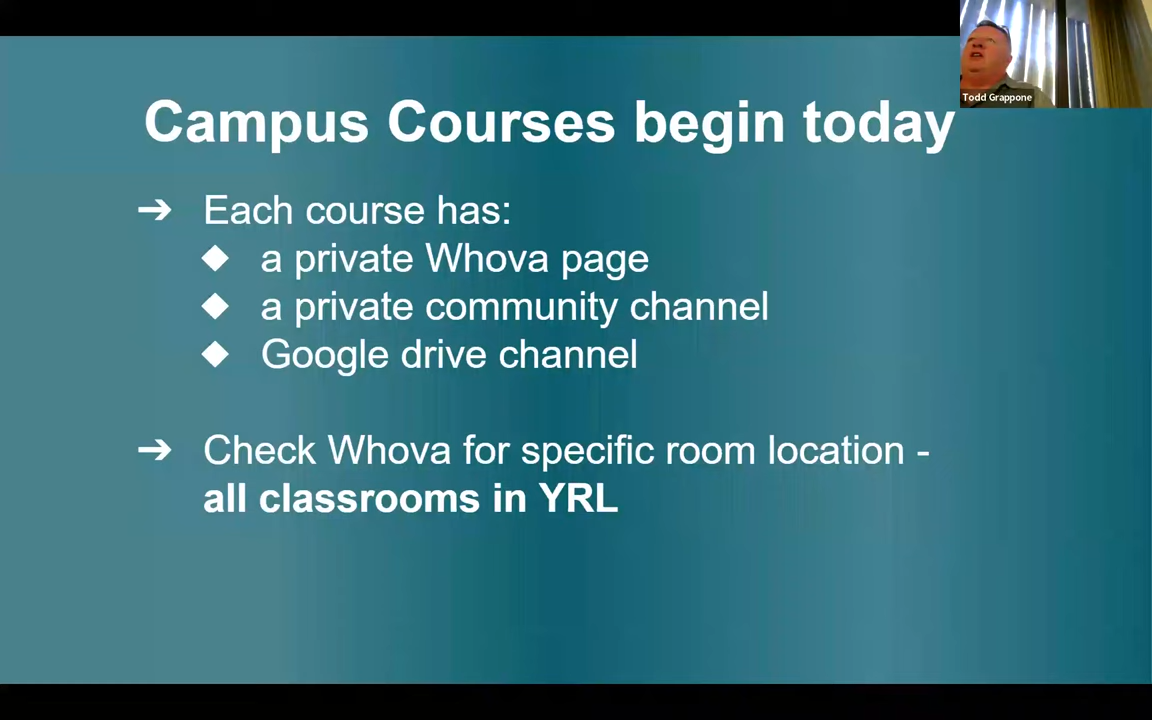 Todd Grappone
Campus Courses begin today
➔ Each course has:
◆ a private Whova page
◆ a private community channel
◆ Google drive channel
➔ Check Whova for specific room location -
all classrooms in YRL